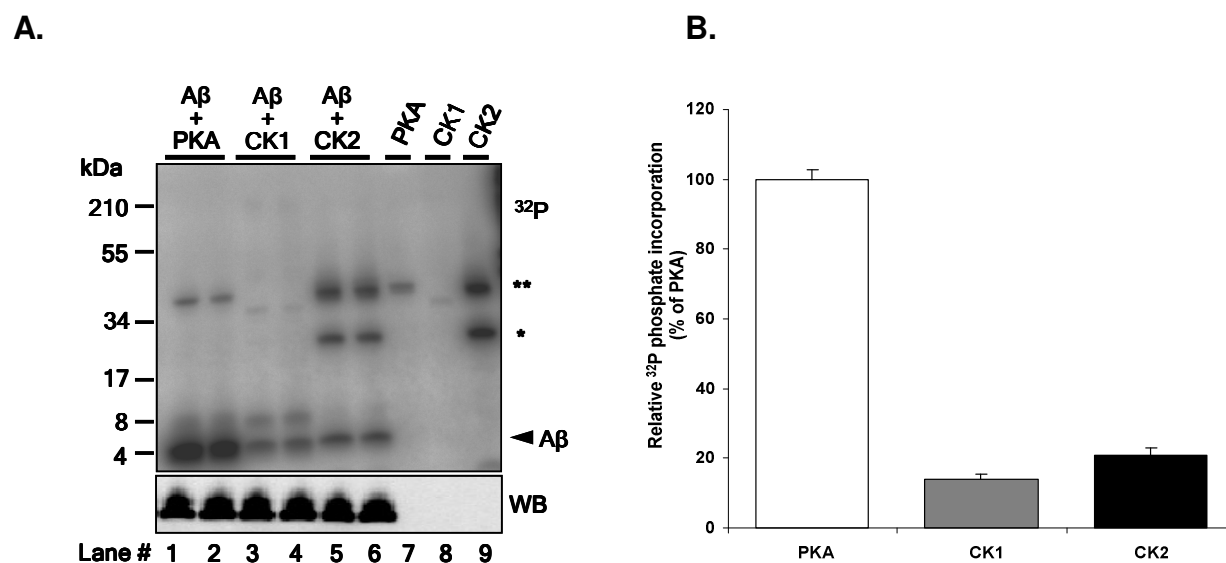 A.
Aβ + PKA
Aβ + CK1
Aβ + CK2
PKA
CK1
CK2
kDa
210
55
34
17
8
4
32P
**
*
Aβ
WB
Lane # 1 2 3 4 5 6 7 8 9
B.
Relative 32P phosphate incorporation
(% of PKA)
120
100
80
60
40
20
0
PKA CK1 CK2